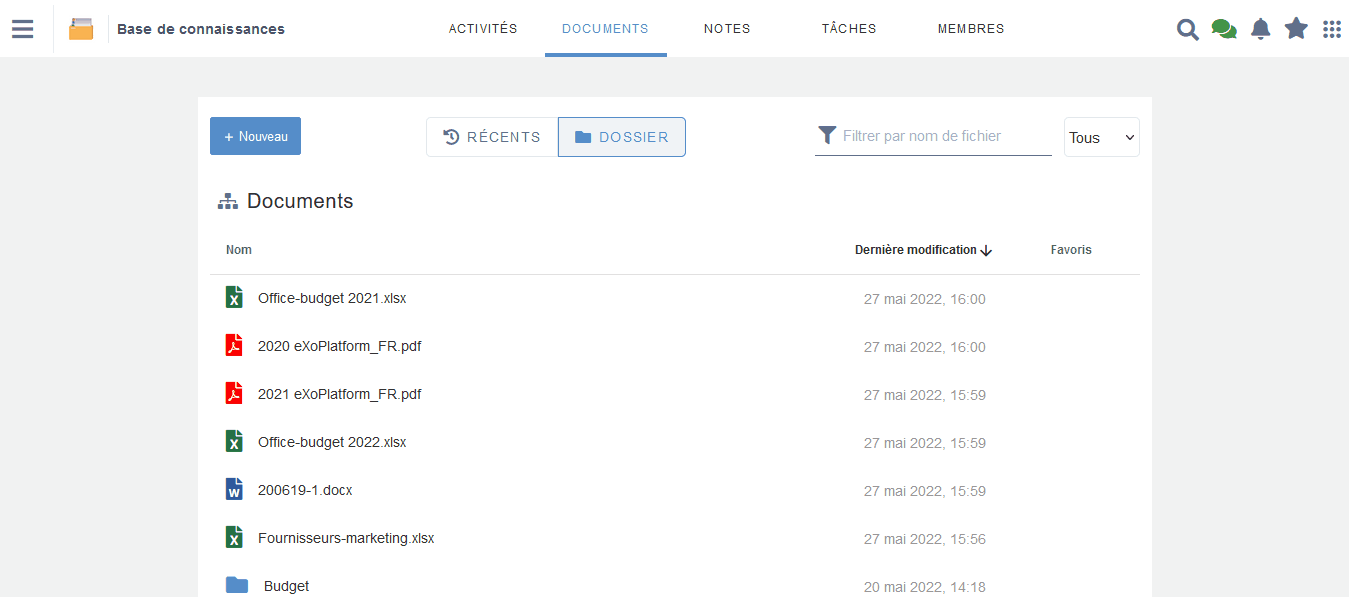 Base de connaissances
ACTIVITÉS DOCUMENTS NOTES TÂCHES MEMBRES
+ Nouveau RÉCENTS DOSSIER Filtrer par nom de fichier Tous
Documents
Nom Dernière modification Favoris
Office-budget 2021.xlsx 27 mai 2022, 16:00
2020 eXoPlatform_FR.pdf 27 mai 2022, 16:00
2021 eXoPlatform_FR.pdf 27 mai 2022, 15:59
Office-budget 2022.xlsx 27 mai 2022, 15:59
200619-1.docx 27 mai 2022, 15:59
Fournisseurs-marketing.xlsx 27 mai 2022, 15:56
Budget 20 mai 2022, 14:18